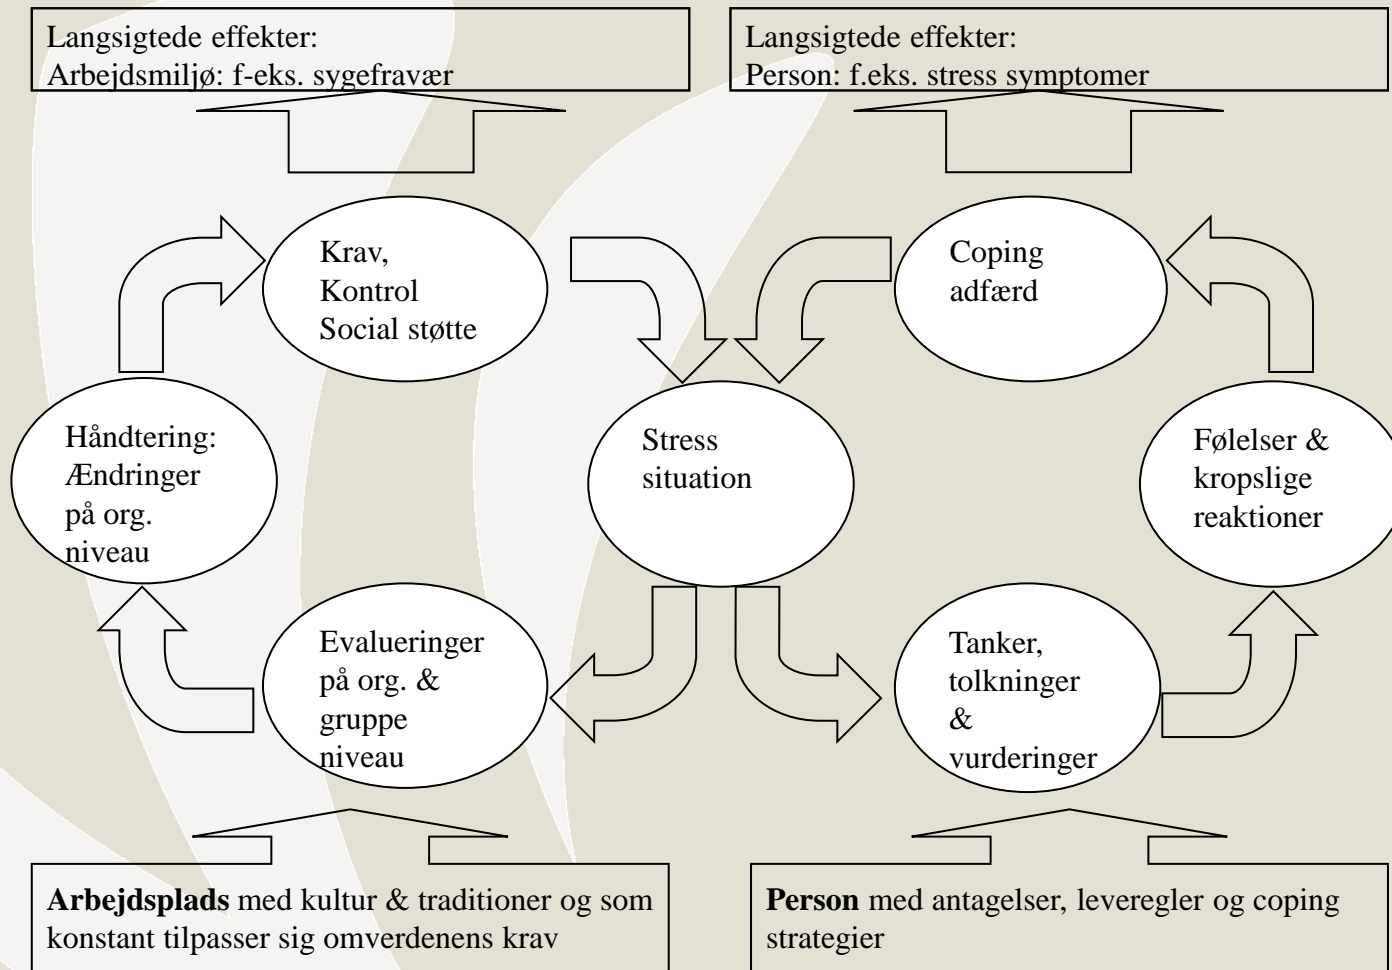 Langsigtede effekter:
Arbejdsmiljø: f-eks. sygefravær
Langsigtede effekter:
Person: f.eks. stress symptomer
Krav,
Kontrol
Social støtte
Coping
adfærd
Håndtering:
Ændringer
på org.
niveau
Stress
situation
Følelser &
kropslige
reaktioner
Evalueringer
på org. &
gruppe
niveau
Tanker,
tolkninger
&
vurderinger
Arbejdsplads med kultur & traditioner og som
konstant tilpasser sig omverdenens krav
Person med antagelser, leveregler og coping
strategier